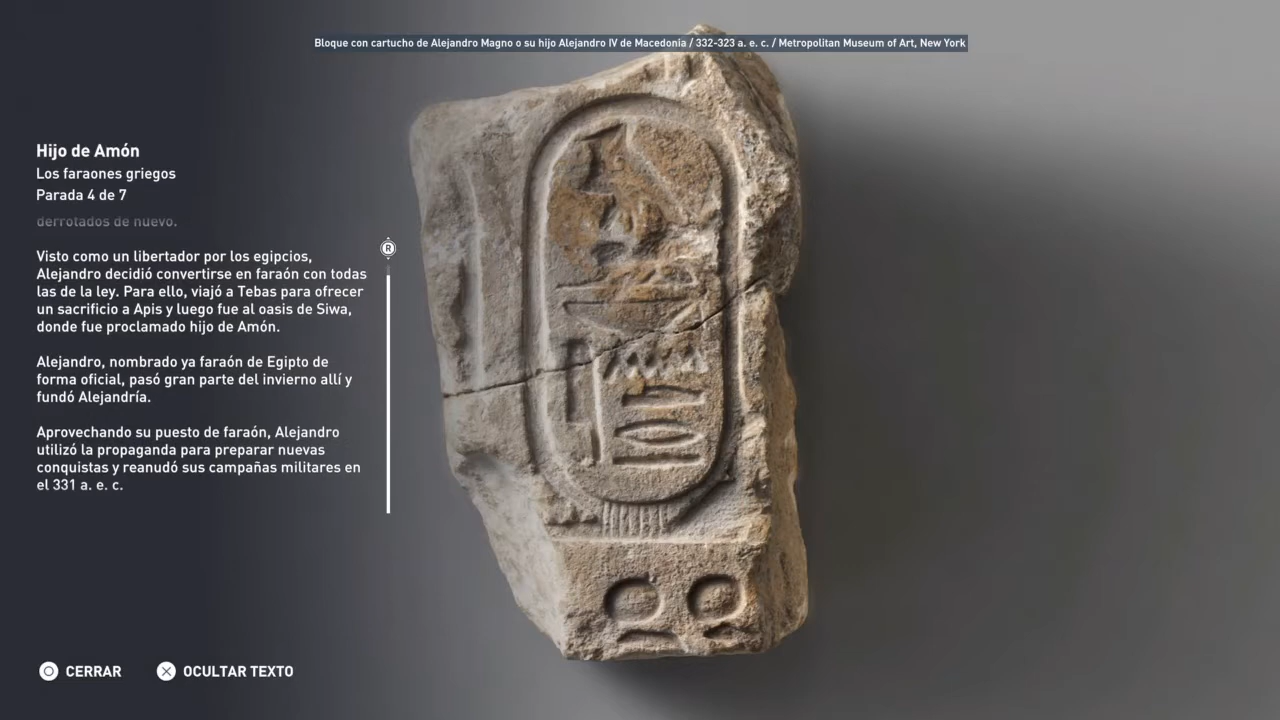 Bloque con cartucho de Alejandro Magno o su hijo Alejandro IV de Macedonia / 332-323 a. e. c. / Metropolitan Museum of Art, New York
Hijo de Amón
Los faraones griegos
Parada 4 de 7
derrotados de nuevo.
Visto como un libertador por los egipcios,
Alejandro decidió convertirse en faraón con todas
las de la ley. Para ello, viajó a Tebas para ofrecer
un sacrificio a Apis y luego fue al oasis de Siwa,
donde fue proclamado hijo de Amón.
Alejandro, nombrado ya faraón de Egipto de
forma oficial, pasó gran parte del invierno allí y
fundó Alejandría.
Aprovechando su puesto de faraón, Alejandro
utilizó la propaganda para preparar nuevas
conquistas y reanudó sus campañas militares en
el 331 a. e. c.
R
CERRAR
OCULTAR TEXTO